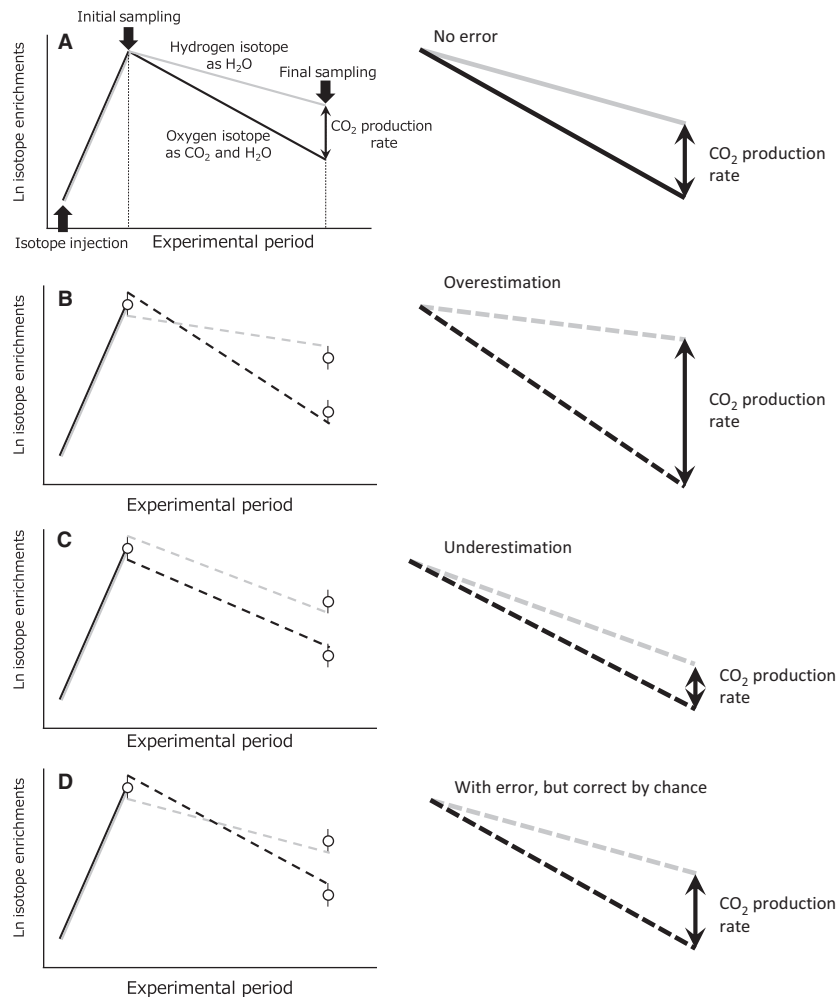 Initial sampling
A
Hydrogen isotope
as H₂O
Final sampling
CO₂ production
rate
Oxygen isotope
as CO₂ and H₂O
Ln isotope enrichments
Isotope injection
Experimental period
No error
CO₂ production
rate
B
Ln isotope enrichments
Experimental period
Overestimation
CO₂ production
rate
C
Ln isotope enrichments
Experimental period
Underestimation
CO₂ production
rate
D
Ln isotope enrichments
Experimental period
With error, but correct by chance
CO₂ production
rate